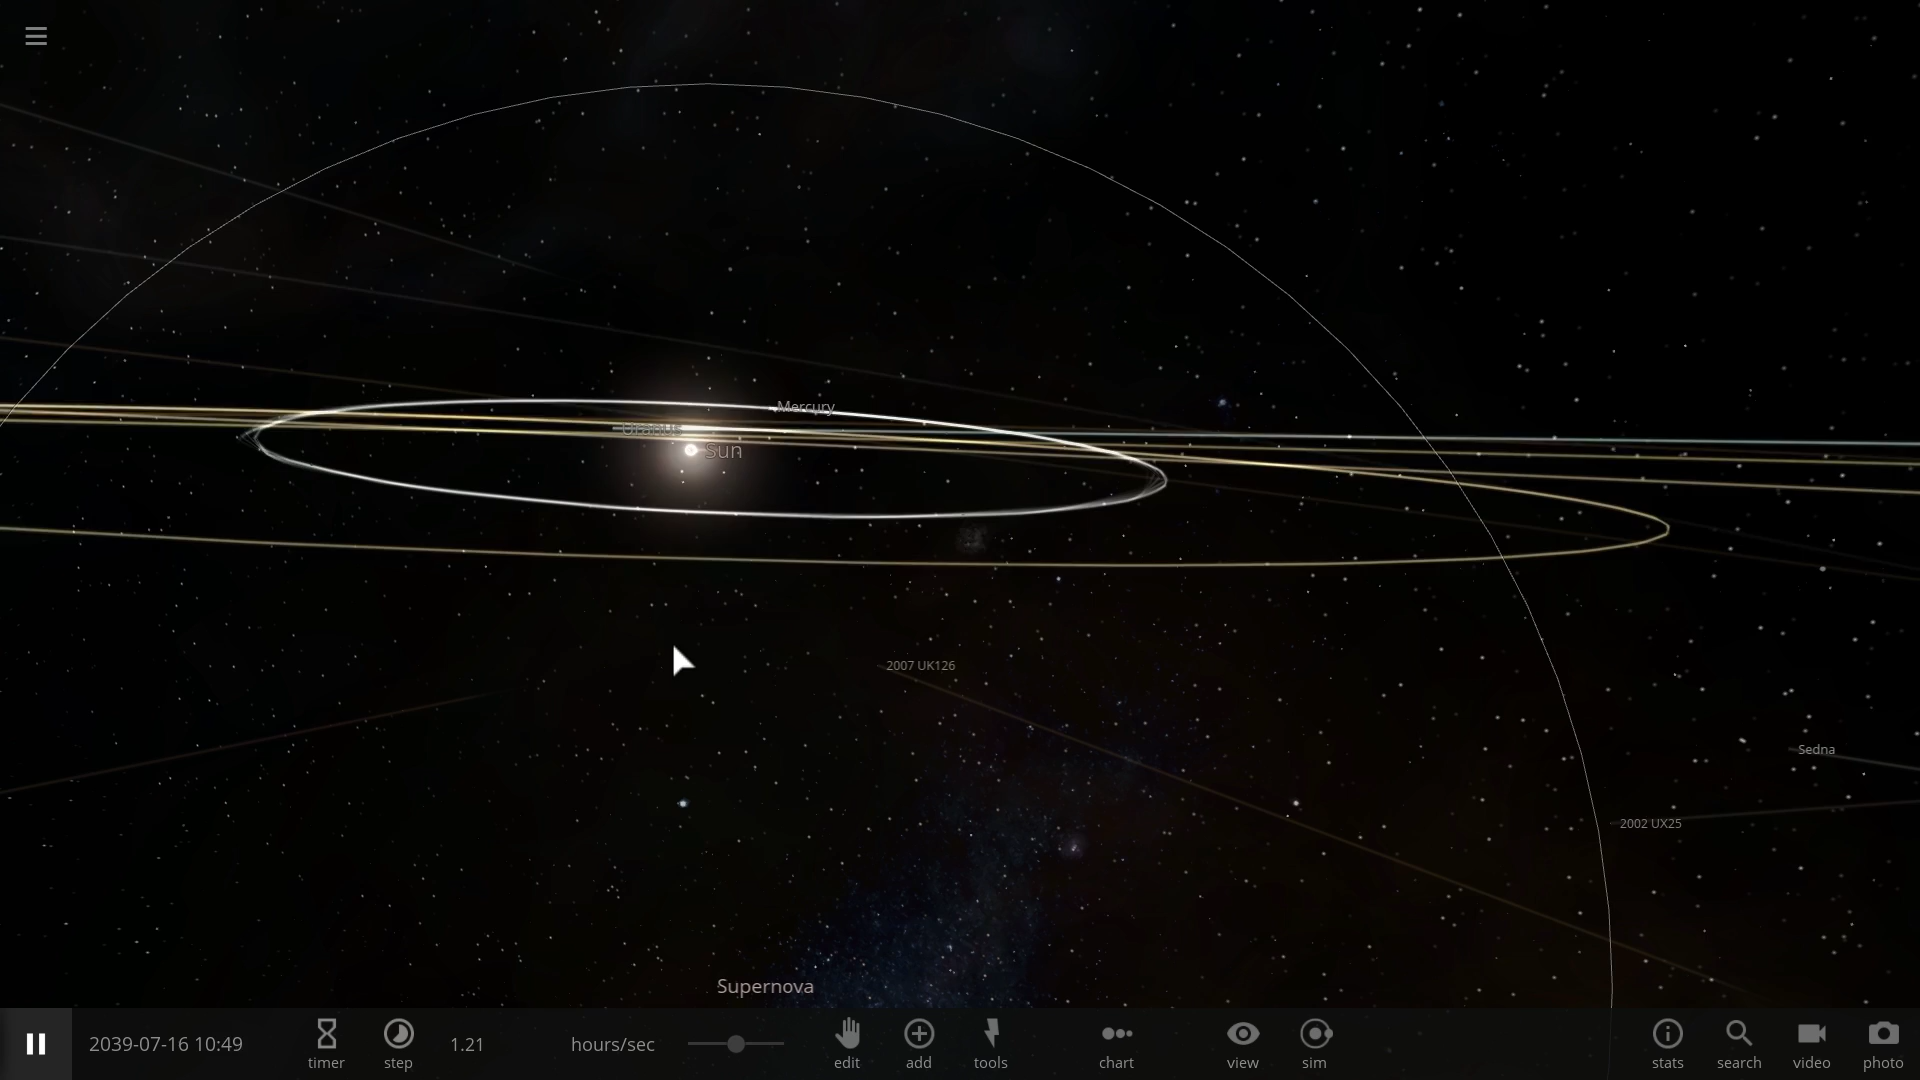 Mercury
Uranus
Sun
2007 UK126
Sedna
2002 UX25
Supernova
2039-07-16 10:49
timer
step
1.21
hours/sec
edit
add
tools
chart
view
sim
stats
search
video
photo